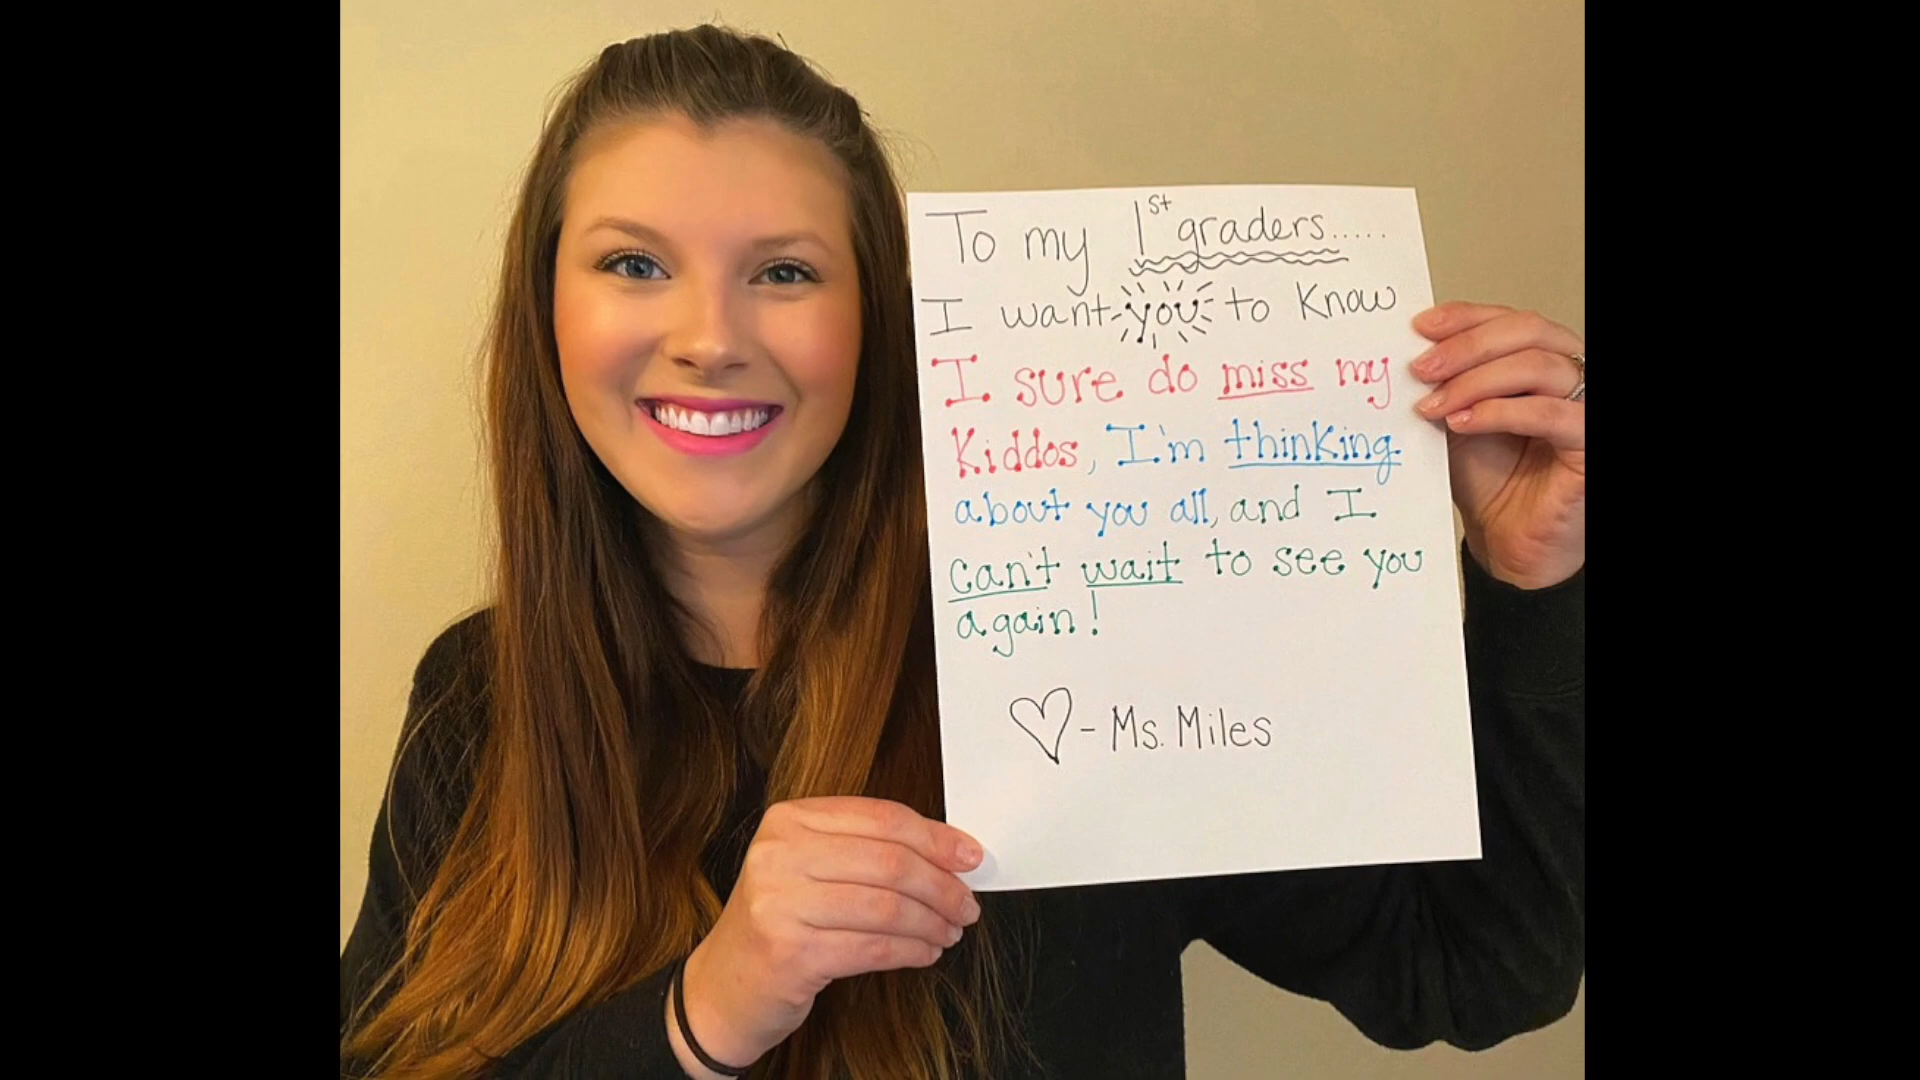 To my 1st graders.....
I want you to know
I sure do miss my
Kiddos, I'm thinking
about you all, and I
can't wait to see you
again!
♡- Ms. Miles